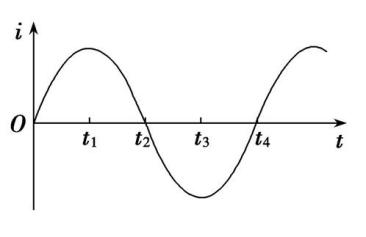 i
O
t₁ t₂ t₃ t₄ t